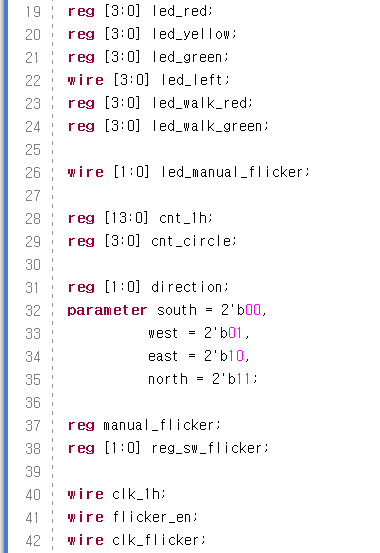 19 reg [3:0] led_red;
20 reg [3:0] led_yellow;
21 reg [3:0] led_green;
22 wire [3:0] led_left;
23 reg [3:0] led_walk_red;
24 reg [3:0] led_walk_green;
25
26 wire [1:0] led_manual_flicker;
27
28 reg [13:0] cnt_1h;
29 reg [3:0] cnt_circle;
30
31 reg [1:0] direction;
32 parameter south = 2'b00,
33 west = 2'b01,
34 east = 2'b10,
35 north = 2'b11;
36
37 reg manual_flicker;
38 reg [1:0] reg_sw_flicker;
39
40 wire clk_1h;
41 wire flicker_en;
42 wire clk_flicker;